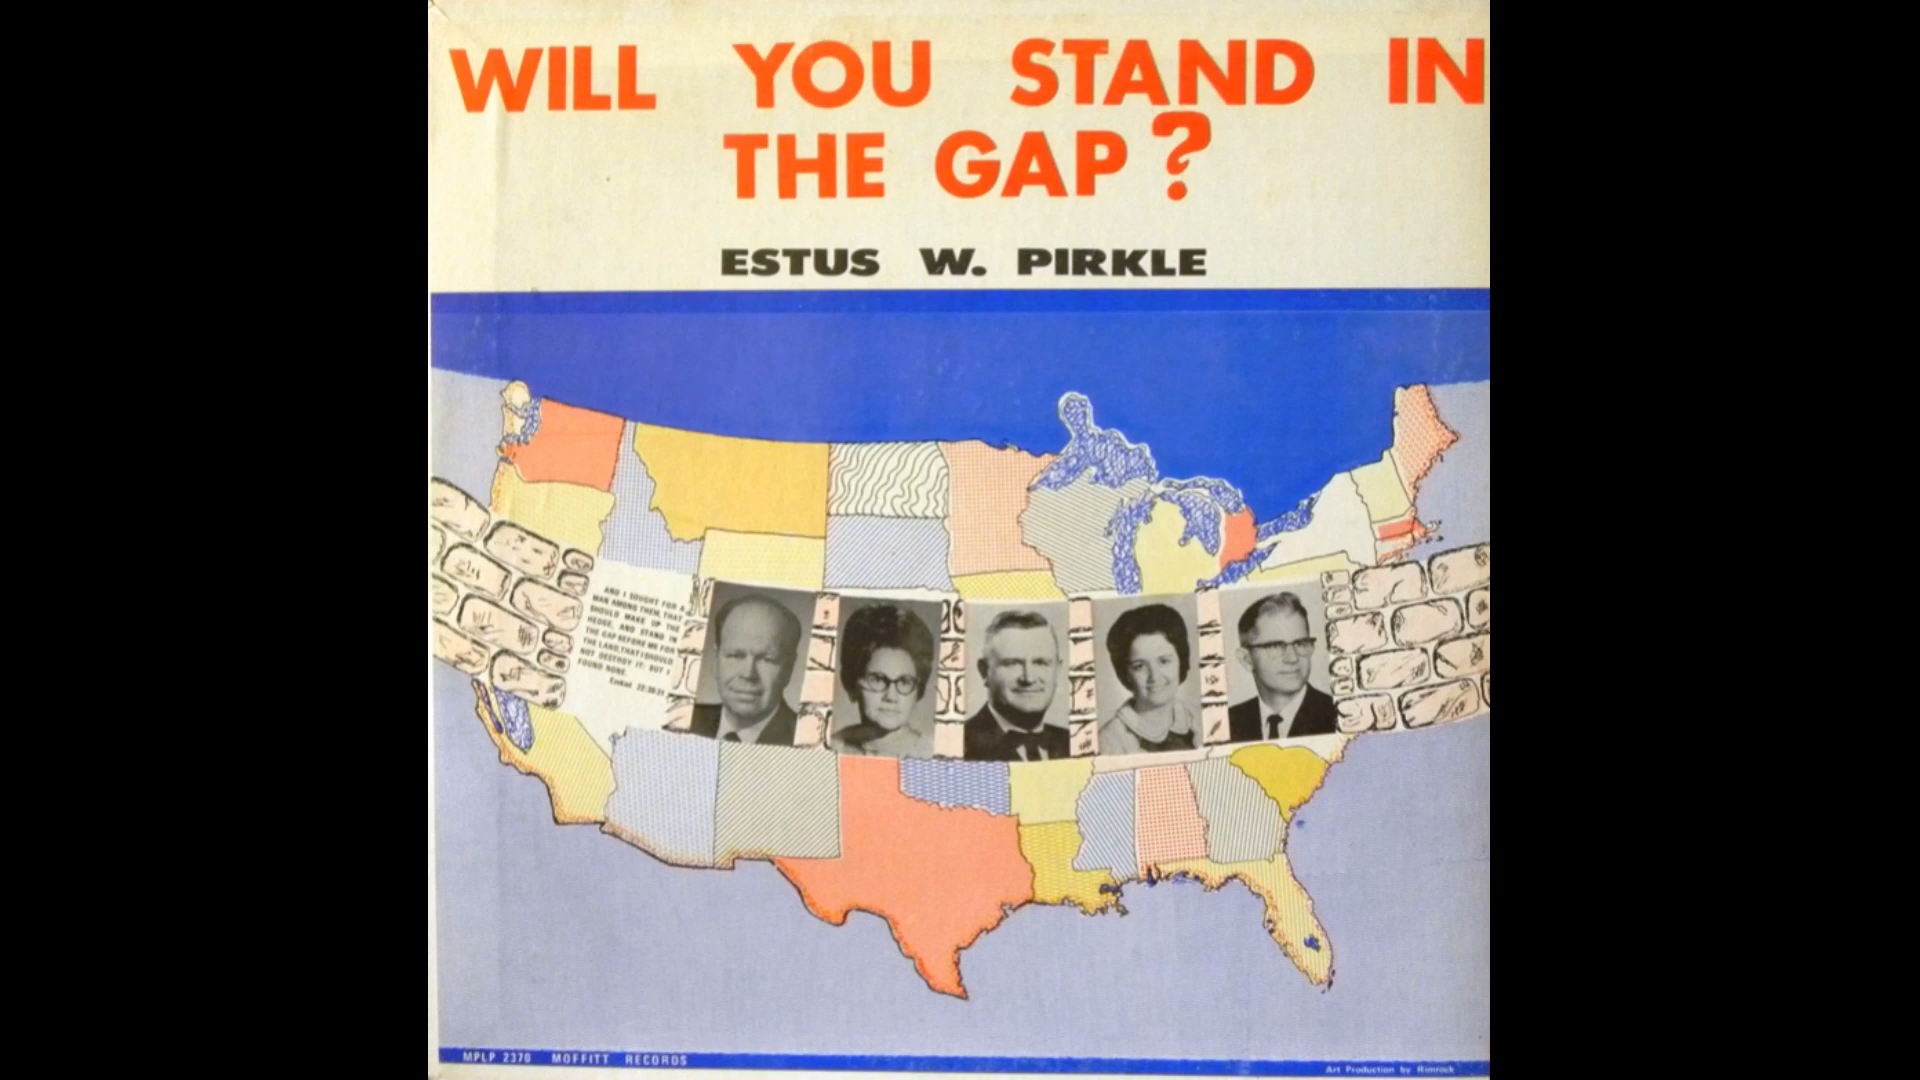 WILL YOU STAND IN
THE GAP?
ESTUS W. PIRKLE
AND I SOUGHT FOR A
MAN AMONG THEM, THAT
SHOULD MAKE UP THE
HEDGE, AND STAND IN
THE GAP BEFORE ME FOR
THE LAND, THAT I SHOULD
NOT DESTROY IT: BUT I
FOUND NONE.
MPLP 2370 MOFFITT RECORDS
Art Production by Rimrock